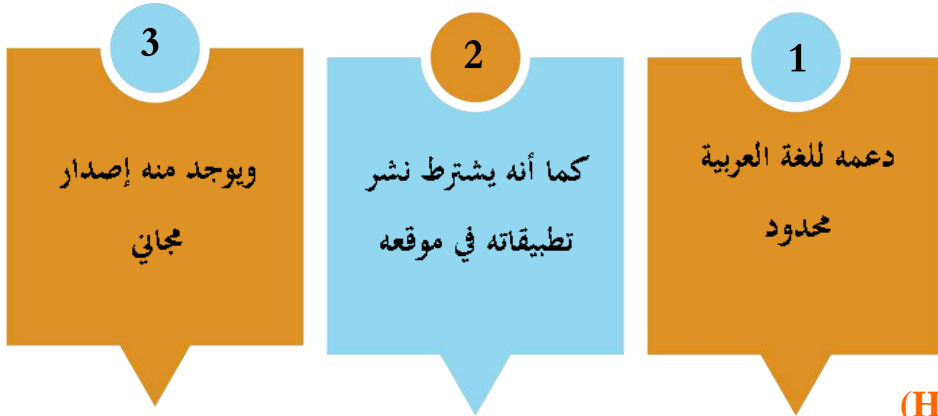 1
دعمه للغة العربية
محدود
2
كما أنه يشترط نشر
تطبيقاته في موقعه
3
ويوجد منه إصدار
مجاني
(H